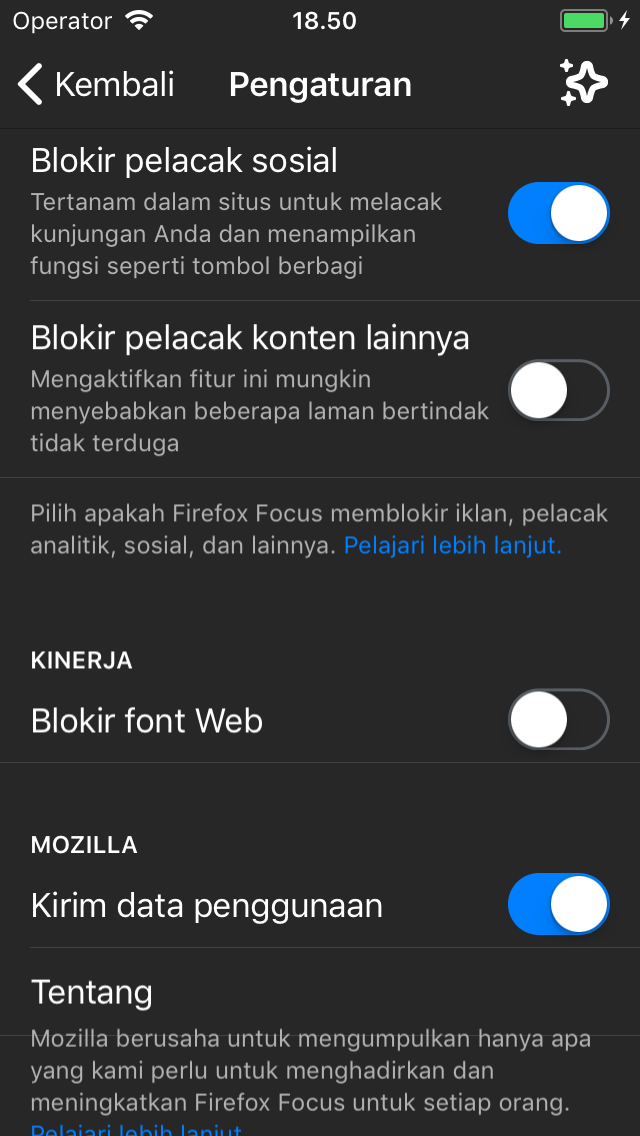 Operator
18.50
Kembali
Pengaturan
Blokir pelacak sosial
Tertanam dalam situs untuk melacak
kunjungan Anda dan menampilkan
fungsi seperti tombol berbagi
Blokir pelacak konten lainnya
Mengaktifkan fitur ini mungkin
menyebabkan beberapa laman bertindak
tidak terduga
Pilih apakah Firefox Focus memblokir iklan, pelacak
analitik, sosial, dan lainnya. Pelajari lebih lanjut.
KINERJA
Blokir font Web
MOZILLA
Kirim data penggunaan
Tentang
Mozilla berusaha untuk mengumpulkan hanya apa
yang kami perlu untuk menghadirkan dan
meningkatkan Firefox Focus untuk setiap orang.
Pelajari lebih lanjut